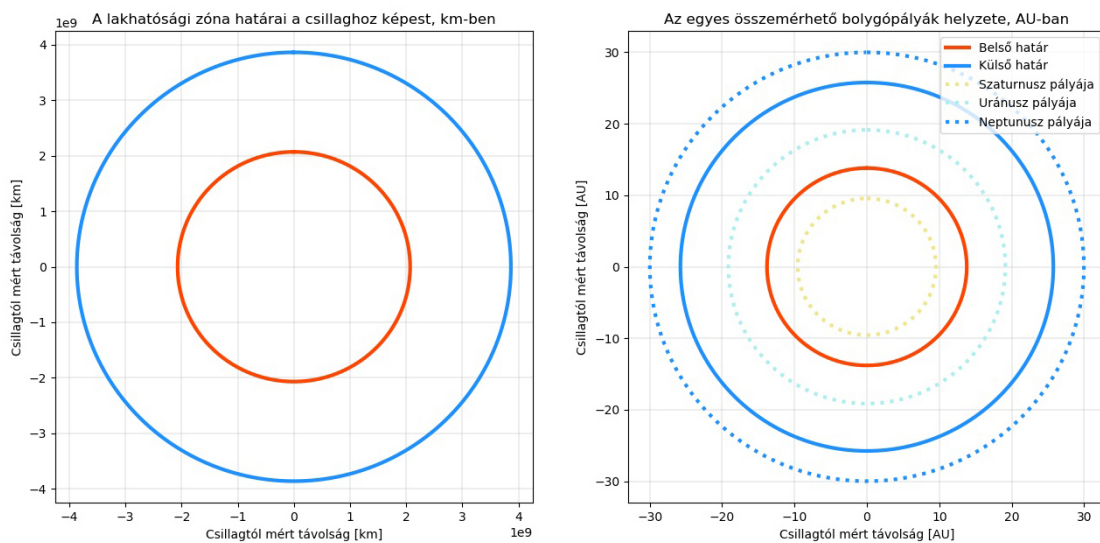 A lakhatósági zóna határai a csillaghoz képest, km-ben
1e9
4
3
2
1
0
−1
−2
−3
−4
Csillagtól mért távolság [km]
−4 −3 −2 −1 0 1 2 3 4
1e9
Csillagtól mért távolság [km]
Az egyes összemérhető bolygópályák helyzete, AU-ban
Belső határ
Külső határ
Szaturnusz pályája
Uránusz pályája
Neptunusz pályája
30
20
10
0
−10
−20
−30
Csillagtól mért távolság [AU]
−30 −20 −10 0 10 20 30
Csillagtól mért távolság [AU]